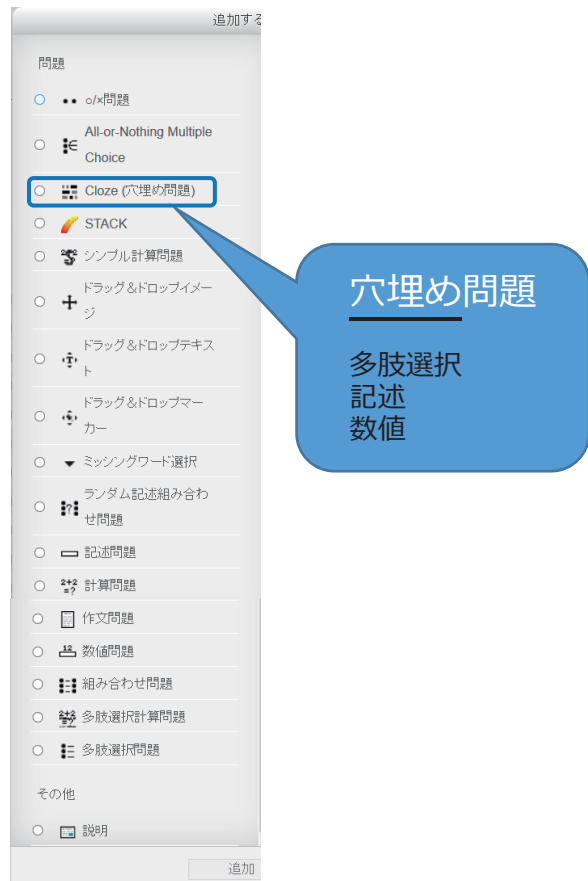 追加する
問題
○/×問題
All-or-Nothing Multiple
Choice
Cloze (穴埋め問題)
STACK
シンプル計算問題
ドラッグ&ドロップイメー
ジ
ドラッグ&ドロップテキス
ト
ドラッグ&ドロップマー
カー
ミッシングワード選択
ランダム記述組み合わ
せ問題
記述問題
計算問題
作文問題
数値問題
組み合わせ問題
多肢選択計算問題
多肢選択問題
その他
説明
追加
穴埋め問題
多肢選択
記述
数値